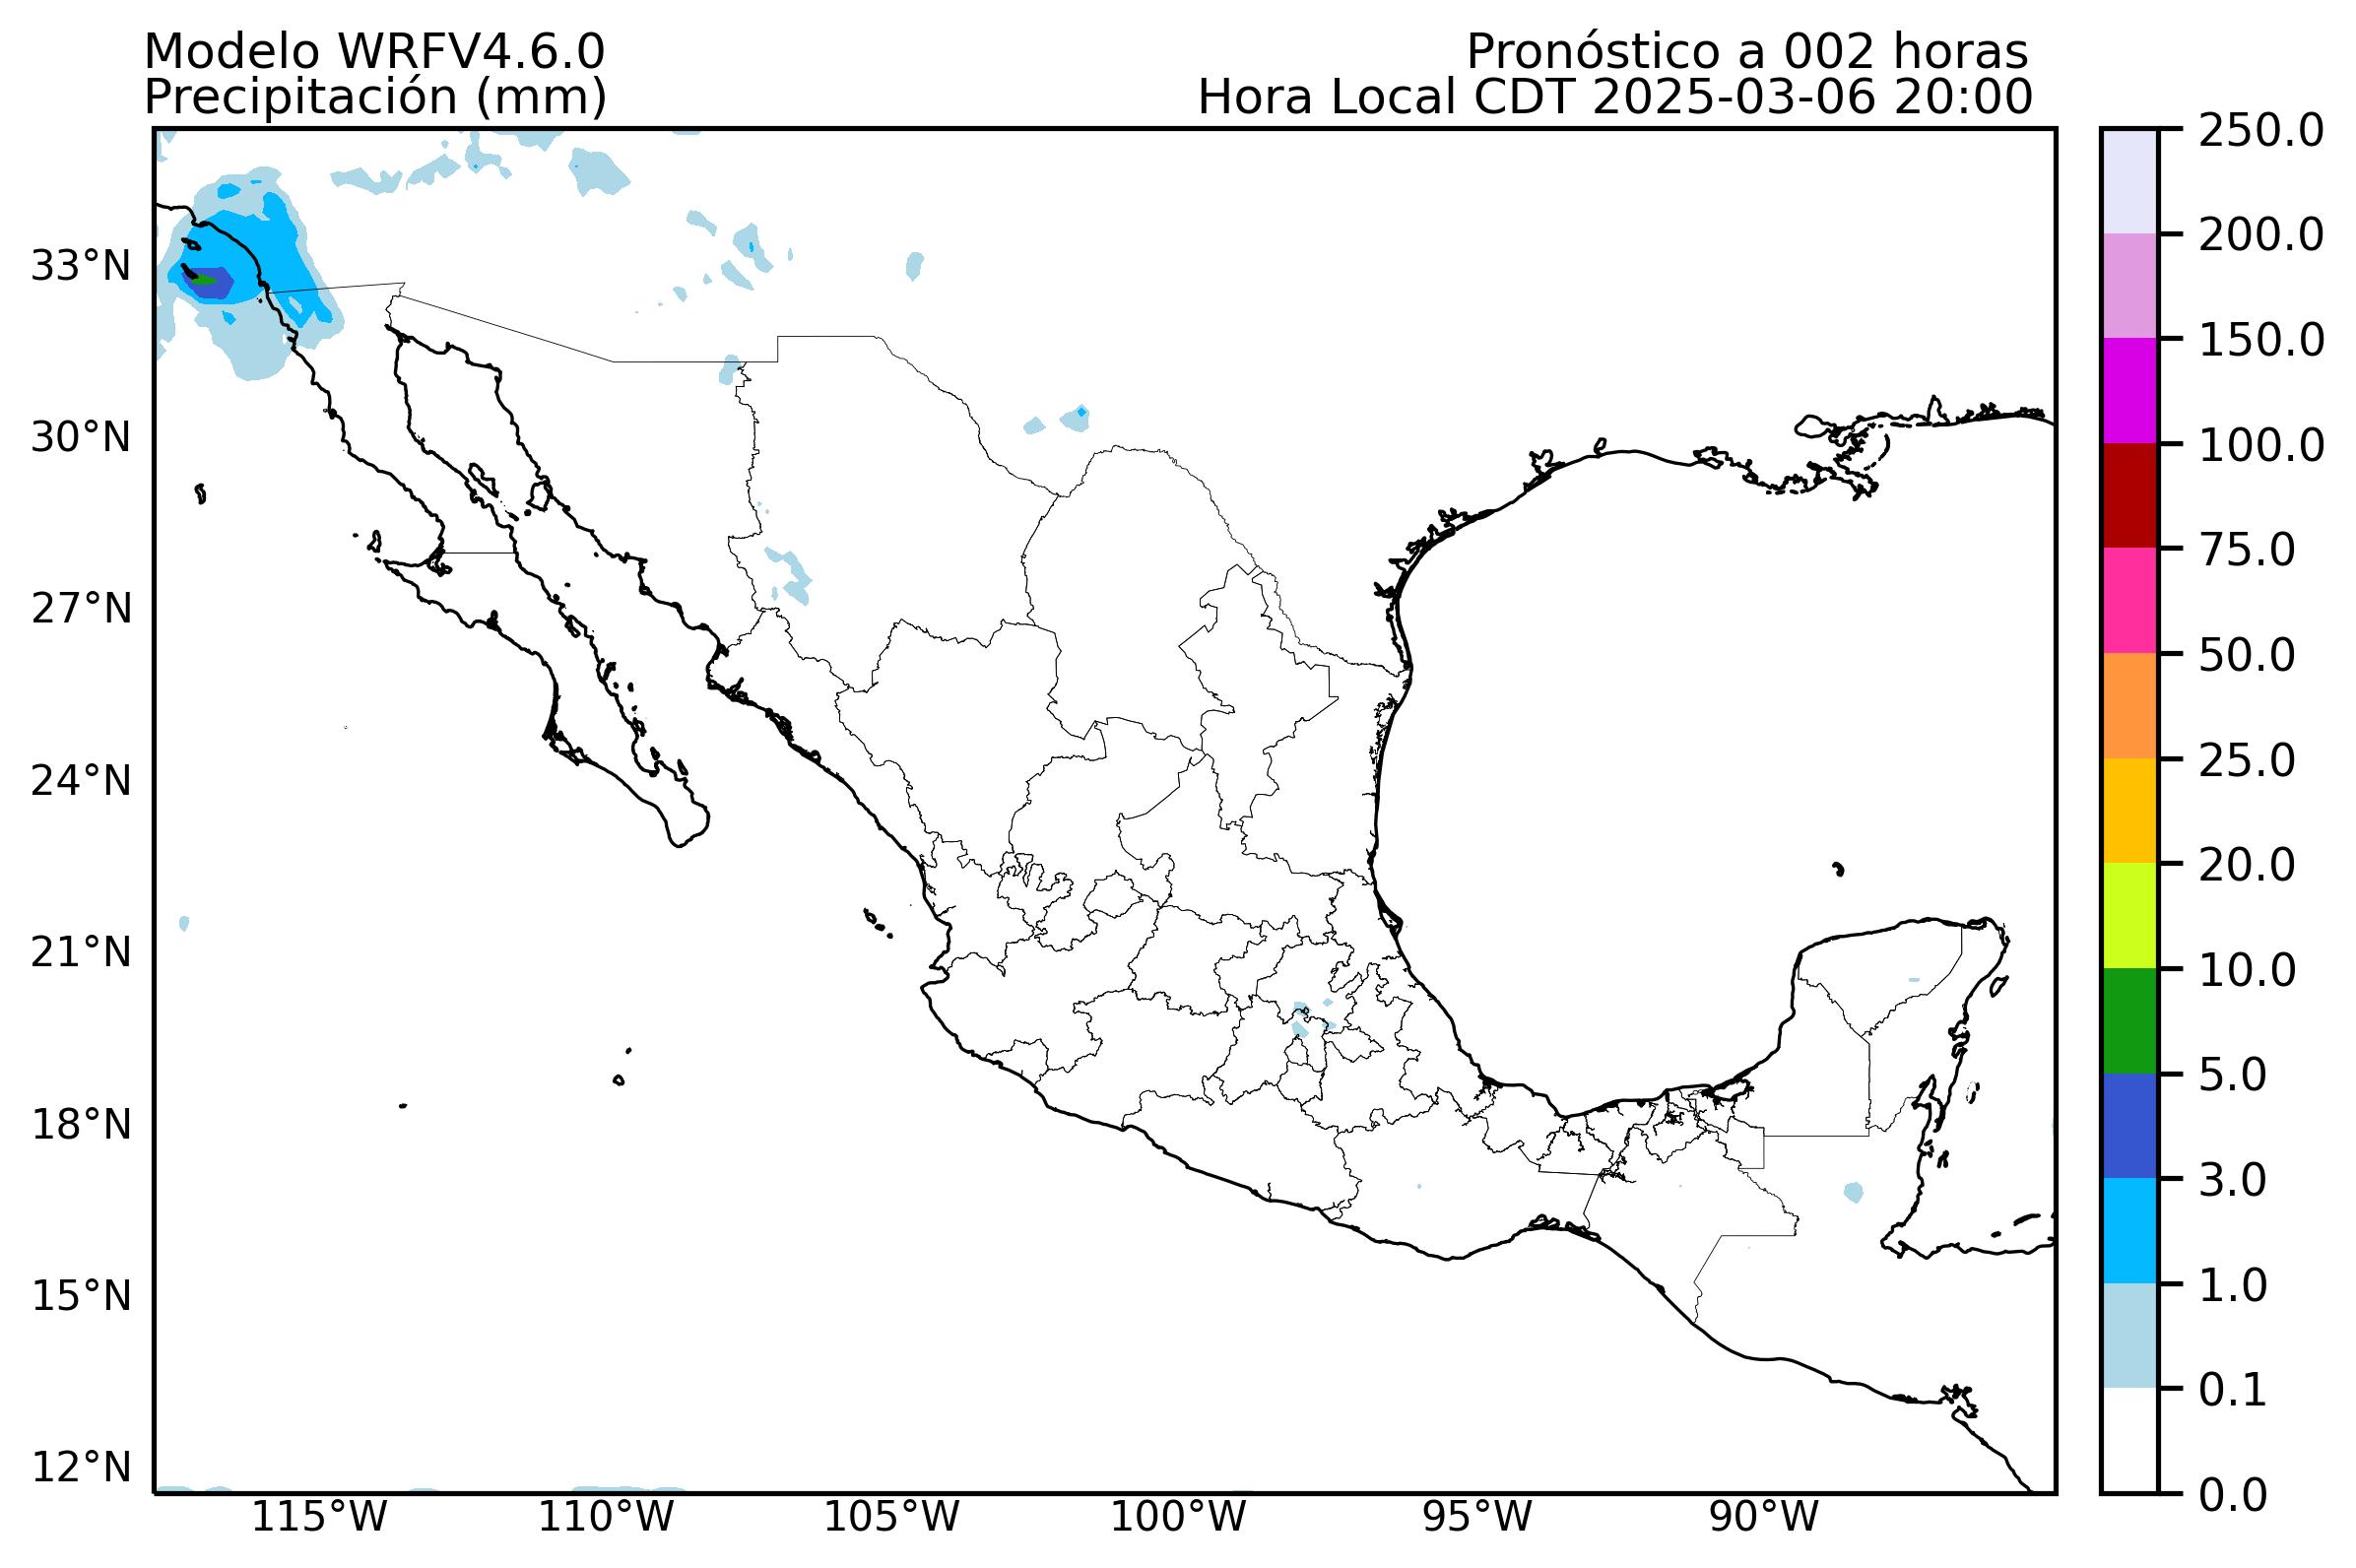 Modelo WRFV4.6.0
Precipitación (mm)
Pronóstico a 002 horas
Hora Local CDT 2025-03-06 20:00
33°N
30°N
27°N
24°N
21°N
18°N
15°N
12°N
115°W
110°W
105°W
100°W
95°W
90°W
250.0
200.0
150.0
100.0
75.0
50.0
25.0
20.0
10.0
5.0
3.0
1.0
0.1
0.0